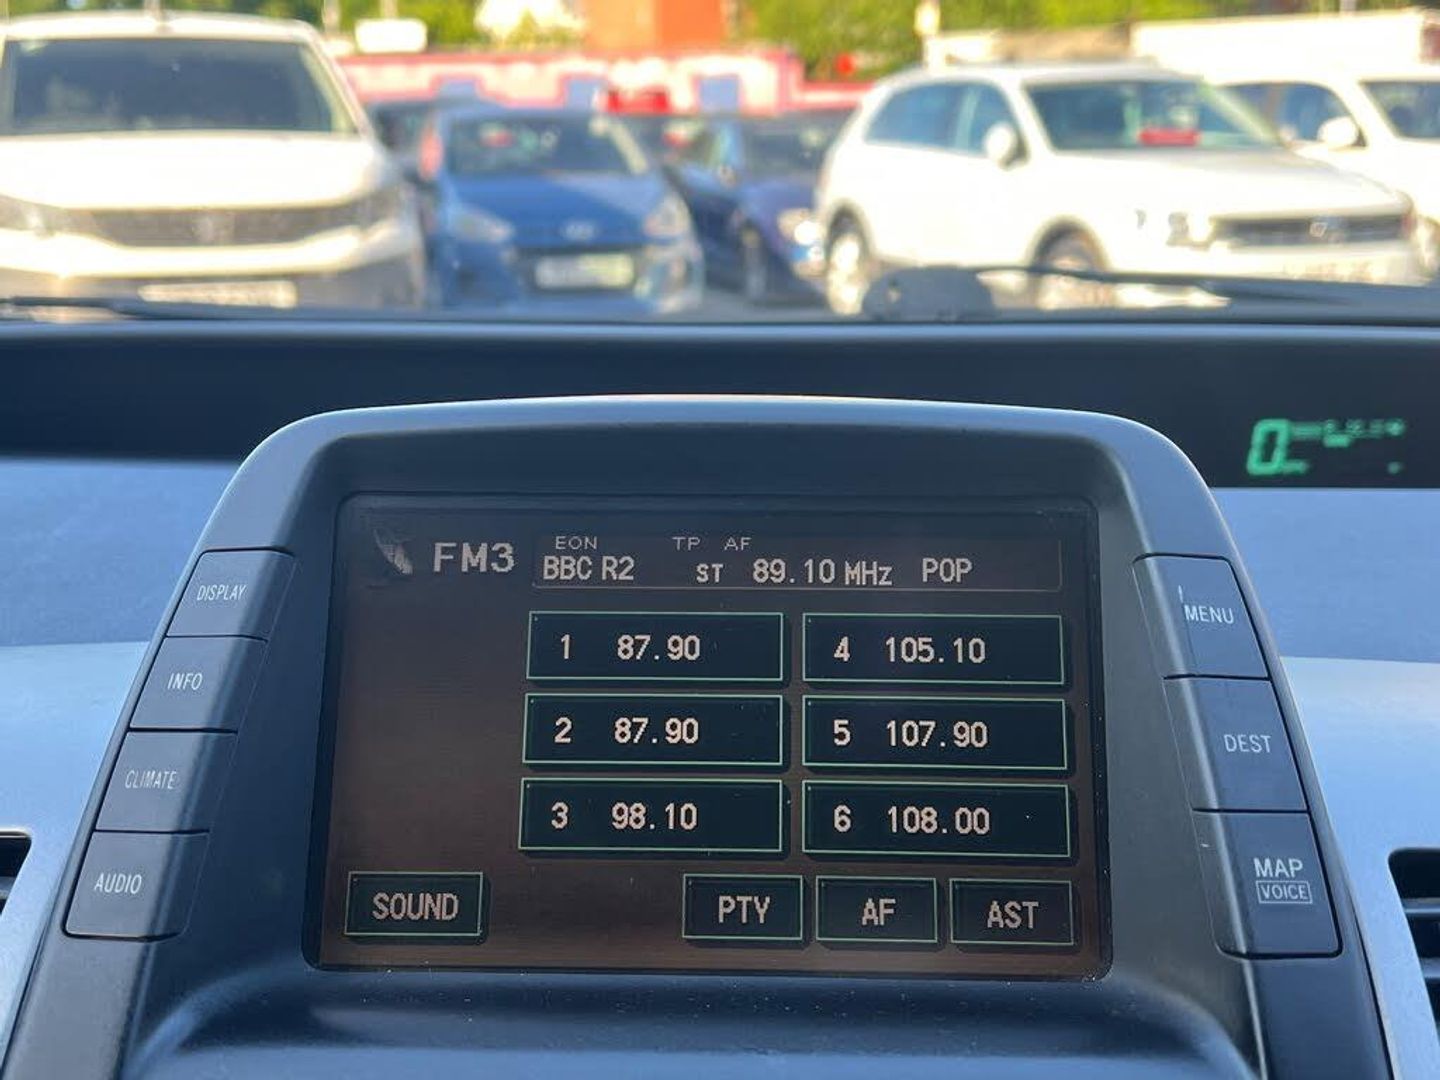 EON TP AF
FM3 BBC R2 ST 89.10 MHz POP
DISPLAY
INFO
CLIMATE
AUDIO
1 87.90
2 87.90
3 98.10
4 105.10
5 107.90
6 108.00
SOUND PTY AF AST
MENU
DEST
MAP
VOICE
0